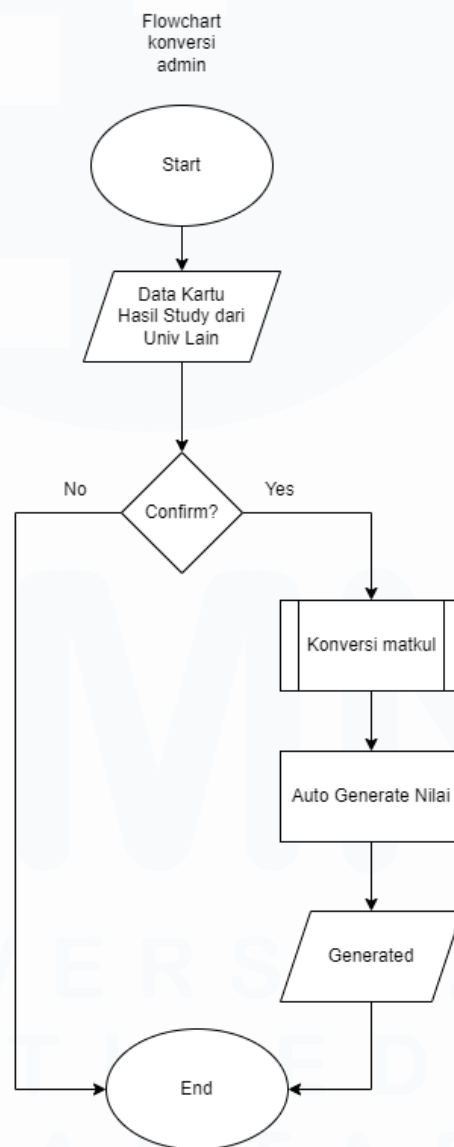 Flowchart
konversi
admin
Start
Data Kartu
Hasil Study dari
Univ Lain
No
Yes
Confirm?
Konversi matkul
Auto Generate Nilai
Generated
End